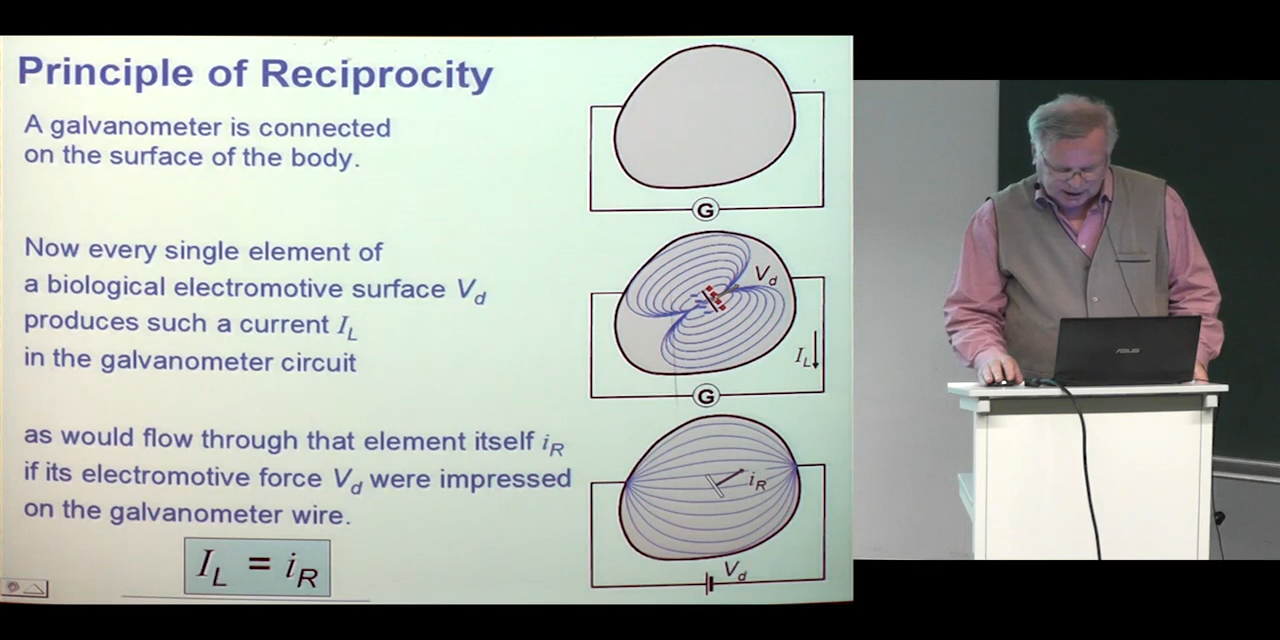 Principle of Reciprocity
A galvanometer is connected
on the surface of the body.
G
Now every single element of
a biological electromotive surface Vd
produces such a current IL
in the galvanometer circuit
Vd
IL
G
as would flow through that element itself iR
if its electromotive force Vd were impressed
on the galvanometer wire.
IL = iR
iR
Vd
ASUS